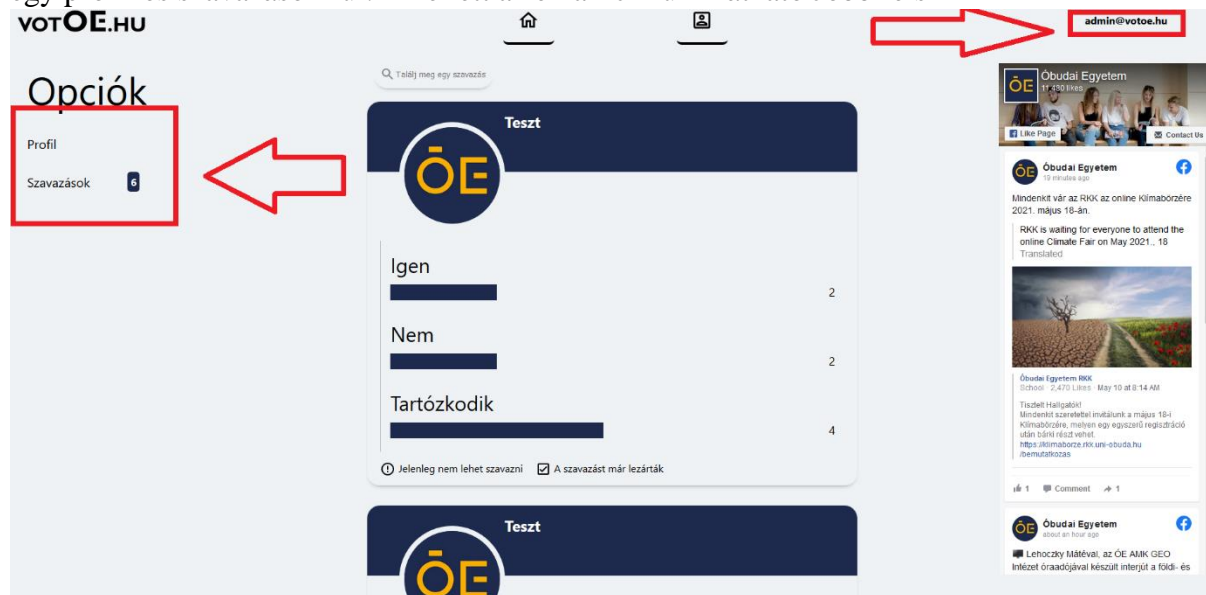 votOE.HU
admin@votoe.hu
Opciók
Profil
Szavazások 6
Találj meg egy szavazás
Teszt
ŌE
Igen
2
Nem
2
Tartózkodik
4
Jelenleg nem lehet szavazni A szavazást már lezárták
Teszt
ŌE
ŌE
Óbudai Egyetem
11,480 likes
Like Page
Contact Us
ŌE
Óbudai Egyetem
19 minutes ago
Mindenkit vár az RKK az online Klímabörzére
2021. május 18-án.
RKK is waiting for everyone to attend the
online Climate Fair on May 2021., 18
Translated
Óbudai Egyetem RKK
School · 2,470 Likes · May 10 at 8:14 AM
Tisztelt Hallgatók!
Mindenkit szeretettel invitálunk a május 18-i
Klímabörzére, melyen egy egyszerű regisztráció
után bárki részt vehet.
https://klimaborze.rkk.uni-obuda.hu
/bemutatkozas
1 Comment 1
ŌE
Óbudai Egyetem
about an hour ago
Lehoczky Mátéval, az ÓE AMK GEO
Intézet óraadójával készült interjút a földi- és